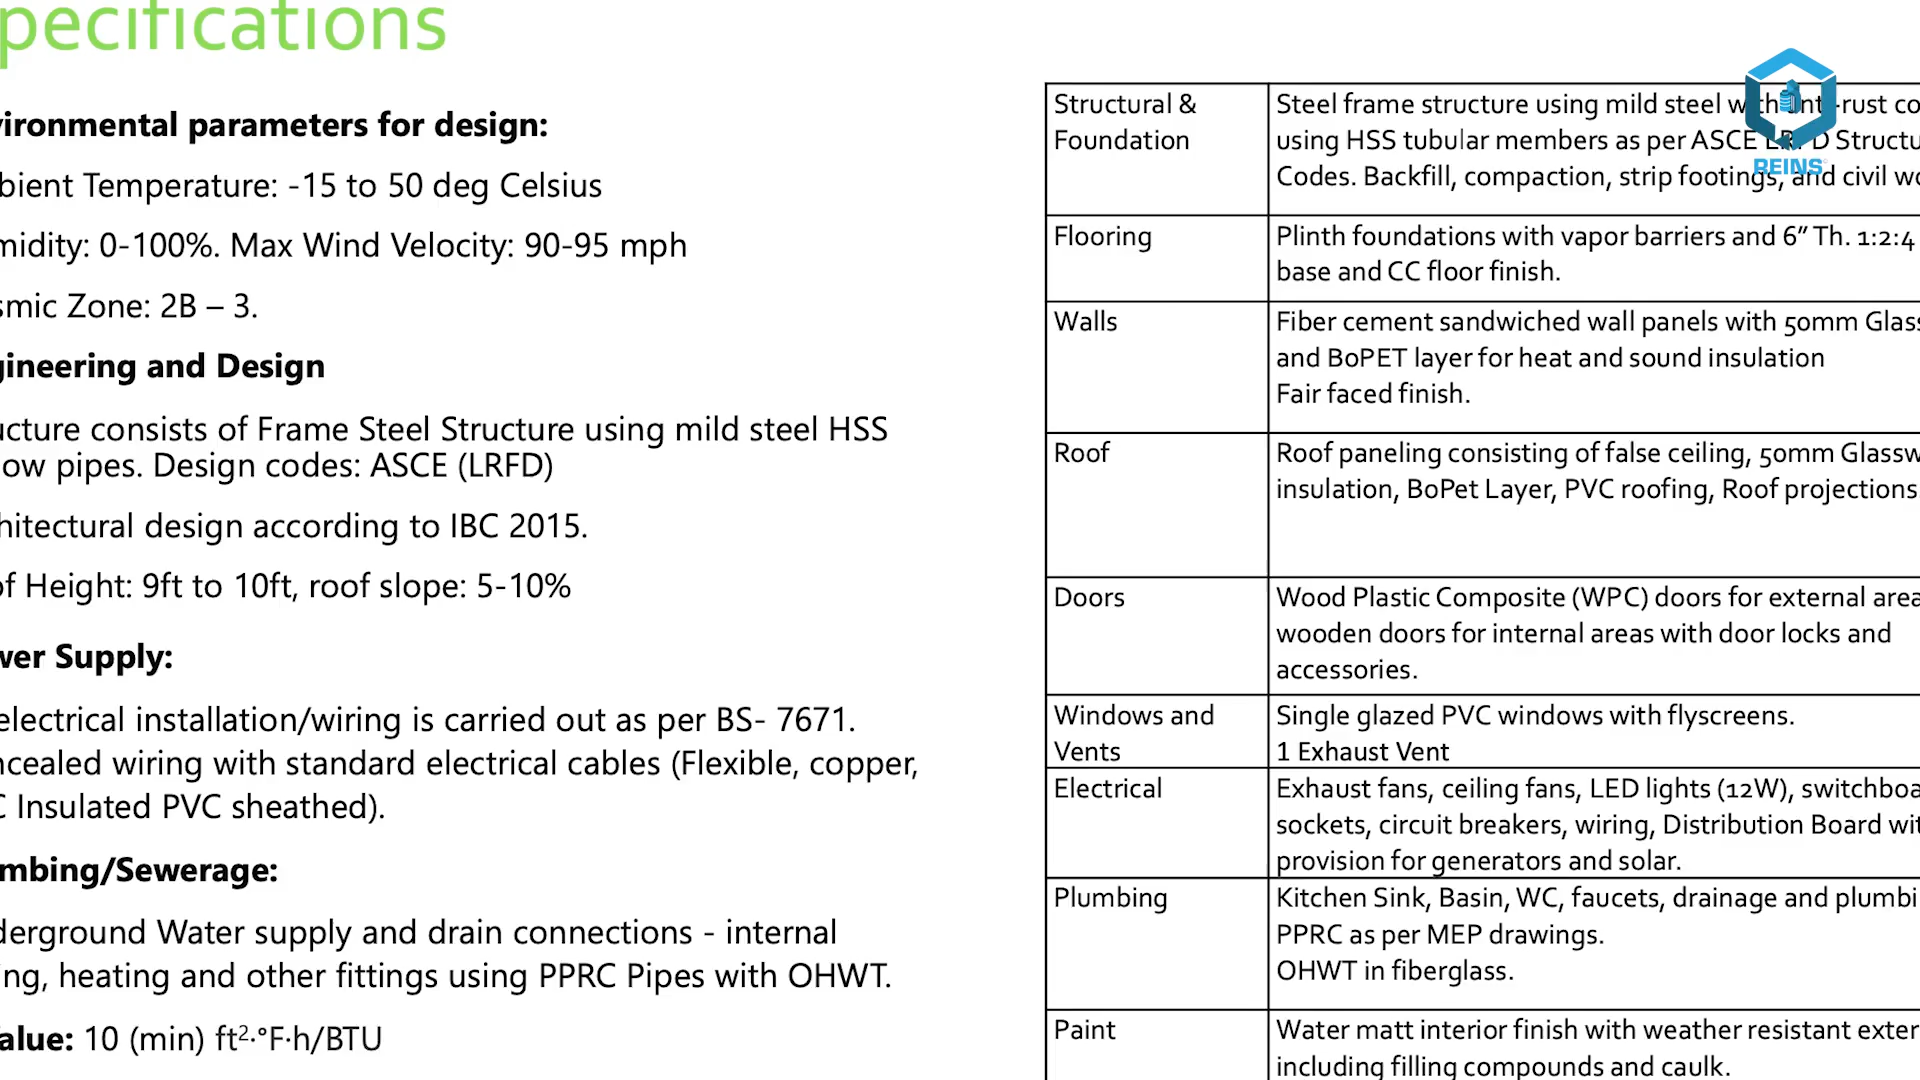 pecifications
vironmental parameters for design:
bient Temperature: -15 to 50 deg Celsius
midity: 0-100%. Max Wind Velocity: 90-95 mph
smic Zone: 2B – 3.
gineering and Design
ucture consists of Frame Steel Structure using mild steel HSS
low pipes. Design codes: ASCE (LRFD)
hitectural design according to IBC 2015.
of Height: 9ft to 10ft, roof slope: 5-10%
wer Supply:
electrical installation/wiring is carried out as per BS- 7671.
ncealed wiring with standard electrical cables (Flexible, copper,
C Insulated PVC sheathed).
mbing/Sewerage:
derground Water supply and drain connections - internal
ing, heating and other fittings using PPRC Pipes with OHWT.
alue: 10 (min) ft²·°F·h/BTU
Structural &
Foundation
Steel frame structure using mild steel with anti-rust co
using HSS tubular members as per ASCE LRFD Structu
Codes. Backfill, compaction, strip footings, and civil wo
Flooring
Plinth foundations with vapor barriers and 6” Th. 1:2:4
base and CC floor finish.
Walls
Fiber cement sandwiched wall panels with 50mm Glass
and BoPET layer for heat and sound insulation
Fair faced finish.
Roof
Roof paneling consisting of false ceiling, 50mm Glassw
insulation, BoPet Layer, PVC roofing, Roof projections
Doors
Wood Plastic Composite (WPC) doors for external area
wooden doors for internal areas with door locks and
accessories.
Windows and
Vents
Single glazed PVC windows with flyscreens.
1 Exhaust Vent
Electrical
Exhaust fans, ceiling fans, LED lights (12W), switchboa
sockets, circuit breakers, wiring, Distribution Board wit
provision for generators and solar.
Plumbing
Kitchen Sink, Basin, WC, faucets, drainage and plumbi
PPRC as per MEP drawings.
OHWT in fiberglass.
Paint
Water matt interior finish with weather resistant exter
including filling compounds and caulk.
REINS